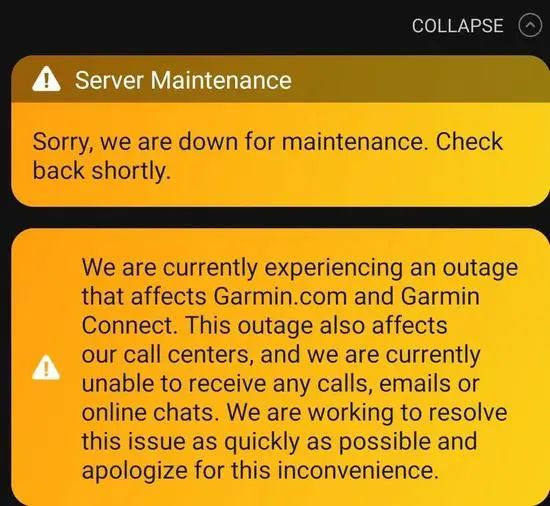 COLLAPSE
Server Maintenance
Sorry, we are down for maintenance. Check
back shortly.
We are currently experiencing an outage
that affects Garmin.com and Garmin
Connect. This outage also affects
our call centers, and we are currently
unable to receive any calls, emails or
online chats. We are working to resolve
this issue as quickly as possible and
apologize for this inconvenience.